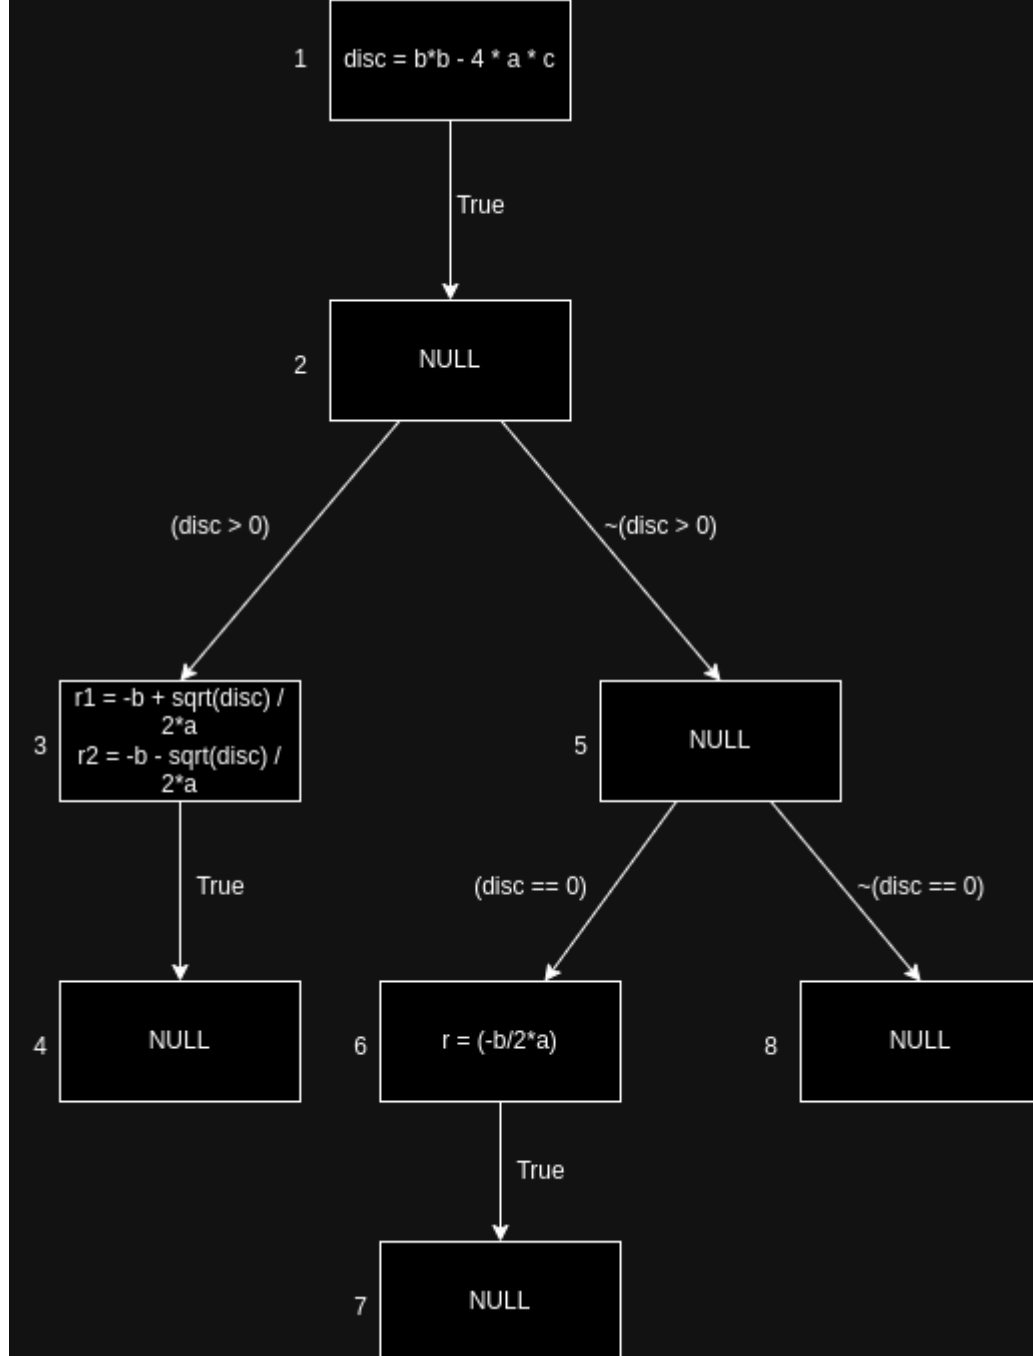 1
disc = b*b - 4 * a * c
True
2
NULL
(disc > 0)
~(disc > 0)
3
r1 = -b + sqrt(disc) /
2*a
r2 = -b - sqrt(disc) /
2*a
5
NULL
True
(disc == 0)
~(disc == 0)
4
NULL
6
r = (-b/2*a)
8
NULL
True
7
NULL